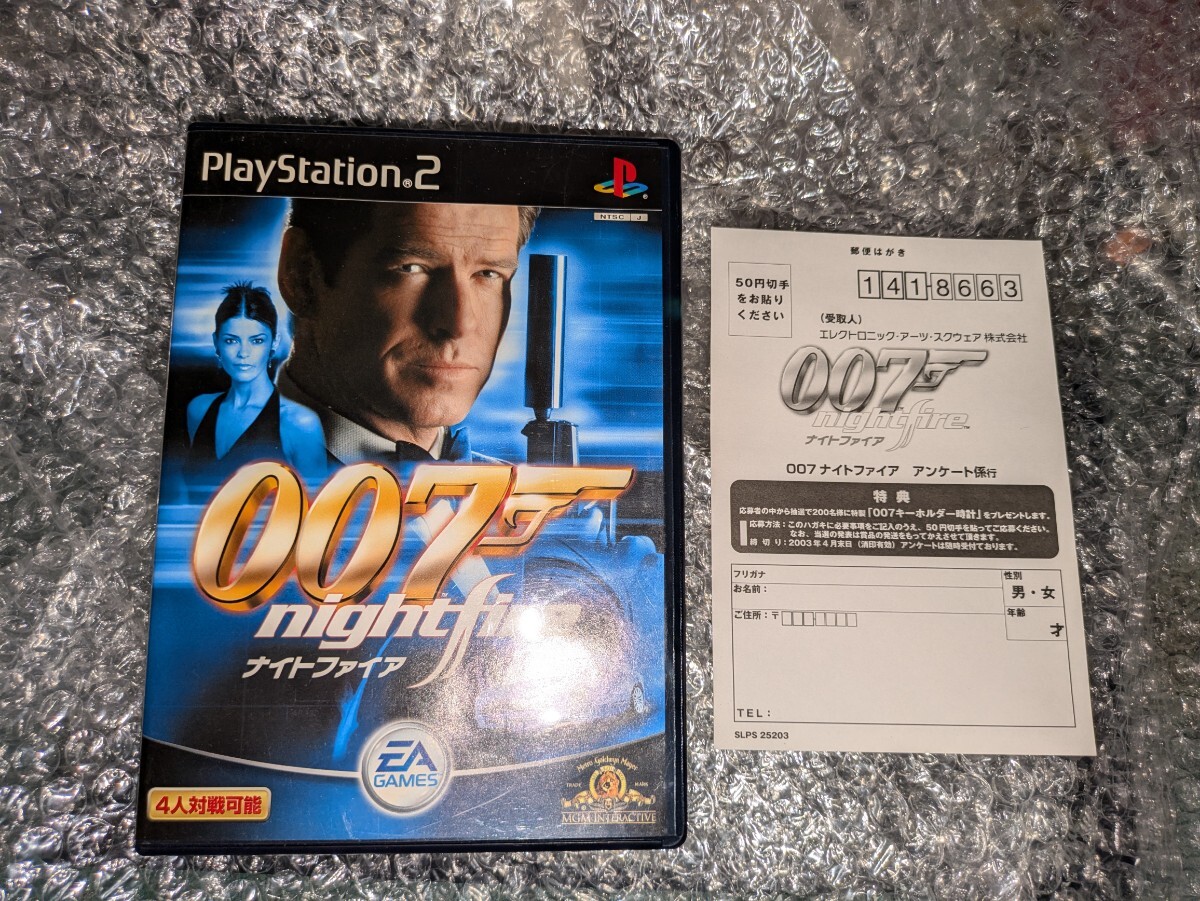 PlayStation®2
NTSC J
007
nightfire
ナイトファイア
EA
GAMES
4人対戦可能
Metro Goldwyn Mayer
TRADE MARK
MGM INTERACTIVE
郵便はがき
50円切手
をお貼り
ください
1418663
(受取人)
エレクトロニック・アーツ・スクウェア株式会社
007
nightfire™
ナイトファイア
007 ナイトファイア アンケート係行
特典
応募者の中から抽選で200名様に特製「007キーホルダー時計」をプレゼントします。
応募方法:このハガキに必要事項をご記入のうえ、50円切手を貼ってご応募ください。
なお、当選の発表は賞品の発送をもってかえさせて頂きます。
締切り:2003年4月末日(消印有効)アンケートは随時受付ております。
フリガナ
お名前:
性別
男・女
年齢
才
ご住所:〒
TEL:
SLPS 25203